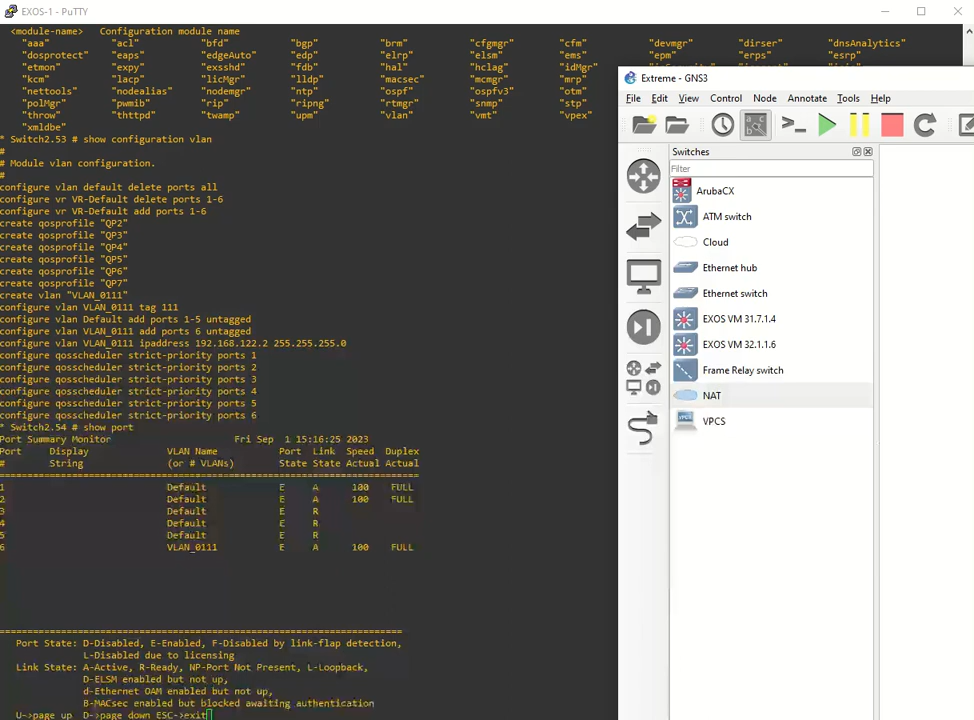 EXOS-1 - PuTTY
<module-name>   Configuration module name
"aaa" "acl" "bfd" "bgp" "brm" "cfgmgr" "cfm" "devmgr" "dirser" "dnsAnalytics"
"dosprotect" "eaps" "edgeAuto" "edp" "elrp" "elsm" "ems" "epm" "erps" "esrp"
"etmon" "expy" "exsshd" "fdb" "hal" "hclag" "idMgr"
"kcm" "lacp" "licMgr" "lldp" "macsec" "mcmgr" "mrp"
"nettools" "nodealias" "nodemgr" "ntp" "ospf" "ospfv3" "otm"
"polMgr" "pwmib" "rip" "ripng" "rtmgr" "snmp" "stp"
"throw" "thttpd" "twamp" "upm" "vlan" "vmt" "vpex"
"xmldbe"
* Switch2.53 # show configuration vlan
#
# Module vlan configuration.
#
configure vlan default delete ports all
configure vr VR-Default delete ports 1-6
configure vr VR-Default add ports 1-6
create qosprofile "QP2"
create qosprofile "QP3"
create qosprofile "QP4"
create qosprofile "QP5"
create qosprofile "QP6"
create qosprofile "QP7"
create vlan "VLAN_0111"
configure vlan VLAN_0111 tag 111
configure vlan Default add ports 1-5 untagged
configure vlan VLAN_0111 add ports 6 untagged
configure vlan VLAN_0111 ipaddress 192.168.122.2 255.255.255.0
configure qosscheduler strict-priority ports 1
configure qosscheduler strict-priority ports 2
configure qosscheduler strict-priority ports 3
configure qosscheduler strict-priority ports 4
configure qosscheduler strict-priority ports 5
configure qosscheduler strict-priority ports 6
* Switch2.54 # show port
Port Summary Monitor Fri Sep 1 15:16:25 2023
Port Display VLAN Name Port Link Speed Duplex
# String (or # VLANs) State State Actual Actual
==================================================================
1 Default E A 100 FULL
2 Default E A 100 FULL
3 Default E R
4 Default E R
5 Default E R
6 VLAN_0111 E A 100 FULL
================================================================
Port State: D-Disabled, E-Enabled, F-Disabled by link-flap detection,
L-Disabled due to licensing
Link State: A-Active, R-Ready, NP-Port Not Present, L-Loopback,
D-ELSM enabled but not up,
d-Ethernet OAM enabled but not up,
B-MACsec enabled but blocked awaiting authentication
U->page up D->page down ESC->exit
Extreme - GNS3
File Edit View Control Node Annotate Tools Help
Switches
Filter
ArubaCX
ATM switch
Cloud
Ethernet hub
Ethernet switch
EXOS VM 31.7.1.4
EXOS VM 32.1.1.6
Frame Relay switch
NAT
VPCS